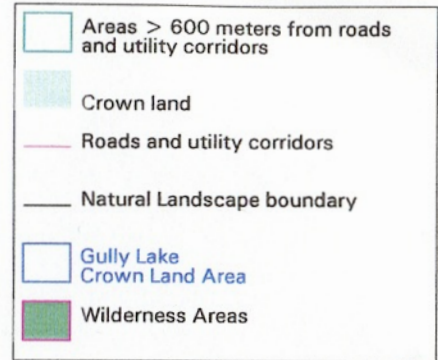 Areas > 600 meters from roads
and utility corridors
Crown land
Roads and utility corridors
Natural Landscape boundary
Gully Lake
Crown Land Area
Wilderness Areas